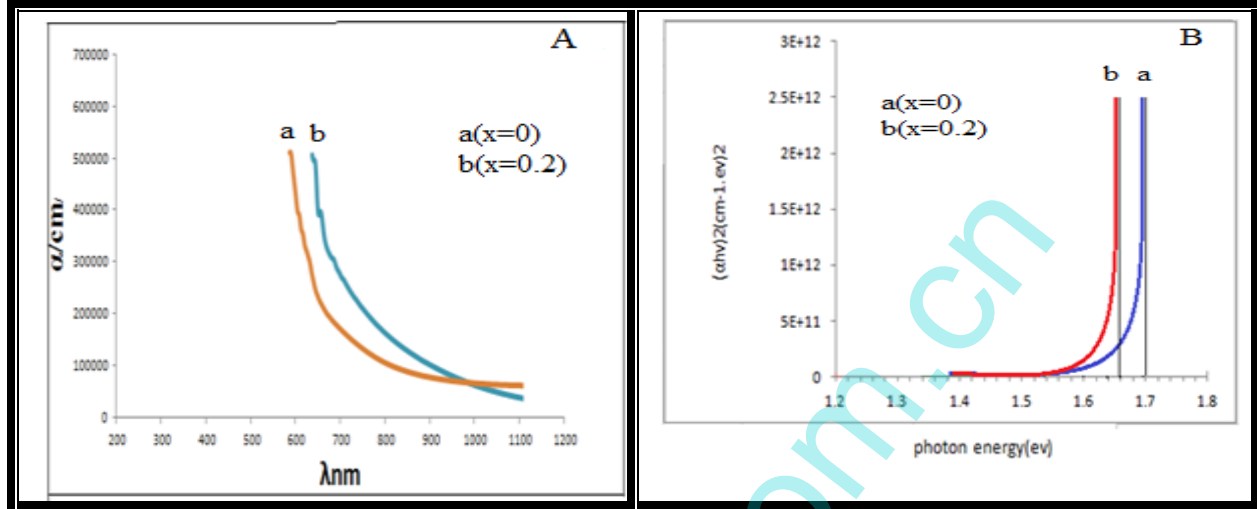 A
700000
600000
500000
400000
300000
200000
100000
0
α/cm
a b
a(x=0)
b(x=0.2)
200 300 400 500 600 700 800 900 1000 1100 1200
λnm
B
3E+12
2.5E+12
2E+12
1.5E+12
1E+12
5E+11
0
(αhv)2(cm-1.ev)2
b a
a(x=0)
b(x=0.2)
1.2 1.3 1.4 1.5 1.6 1.7 1.8
photon energy(ev)
om.cn